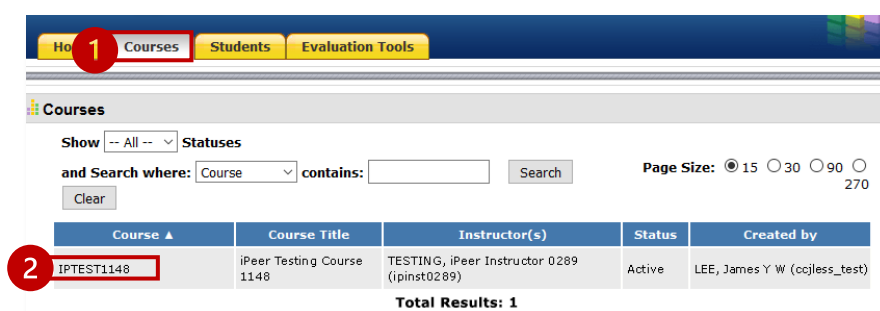 Ho 1 Courses Students Evaluation Tools
Courses
Show -- All -- Statuses
and Search where: Course contains: Search Page Size: 15 30 90
270
Clear
Course ▲ Course Title Instructor(s) Status Created by
2 IPTEST1148 iPeer Testing Course 1148 TESTING, iPeer Instructor 0289 (ipinst0289) Active LEE, James Y W (ccjless_test)
Total Results: 1